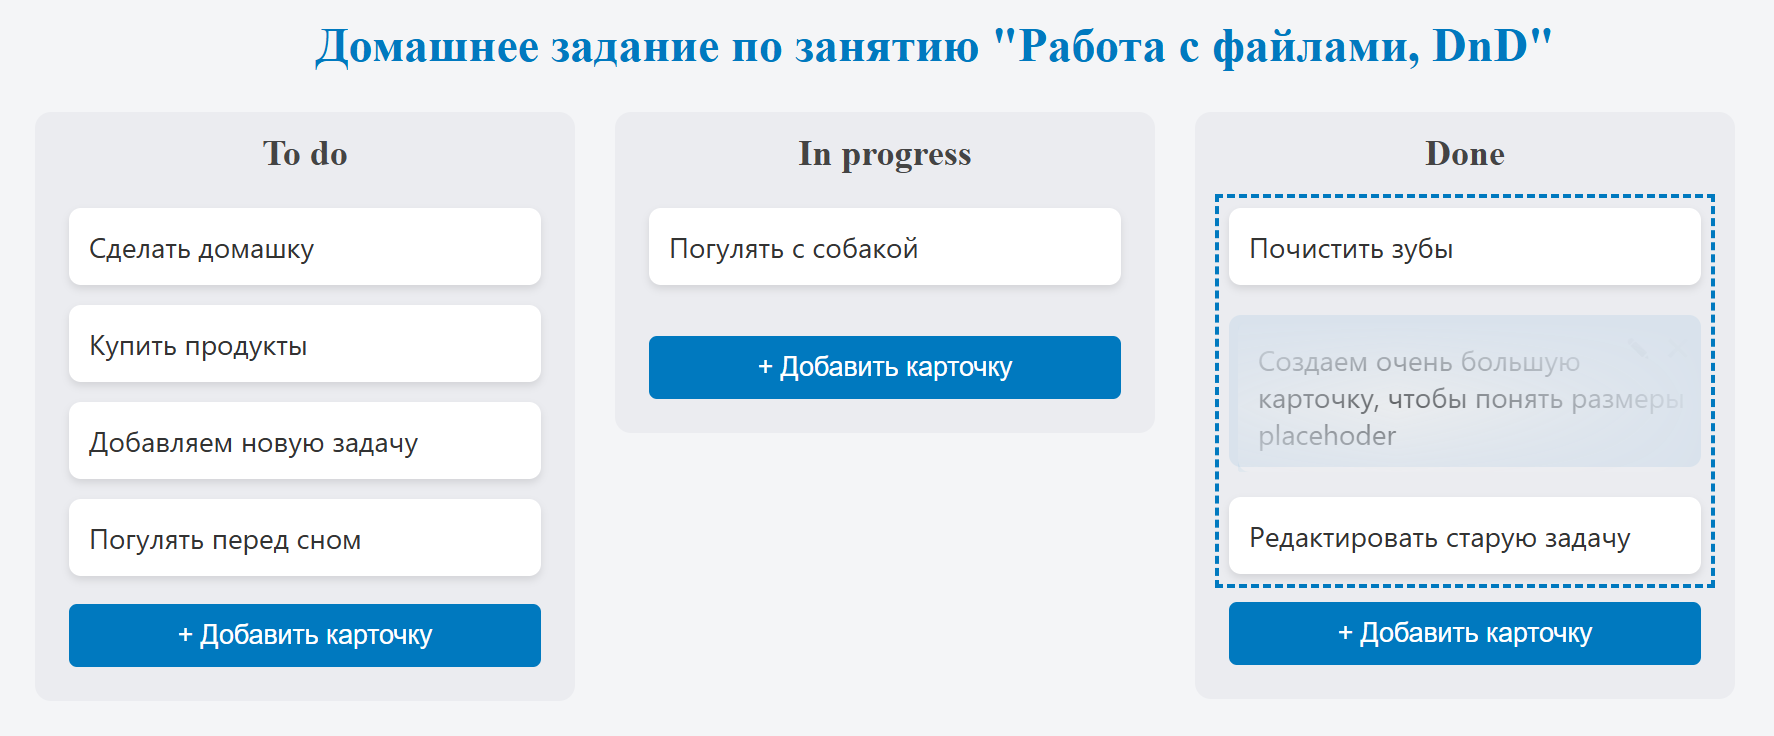 Домашнее задание по занятию "Работа с файлами, DnD"
To do
Сделать домашку
Купить продукты
Добавляем новую задачу
Погулять перед сном
+ Добавить карточку
In progress
Погулять с собакой
+ Добавить карточку
Done
Почистить зубы
Создаем очень большую
карточку, чтобы понять размеры
placehoder
Редактировать старую задачу
+ Добавить карточку